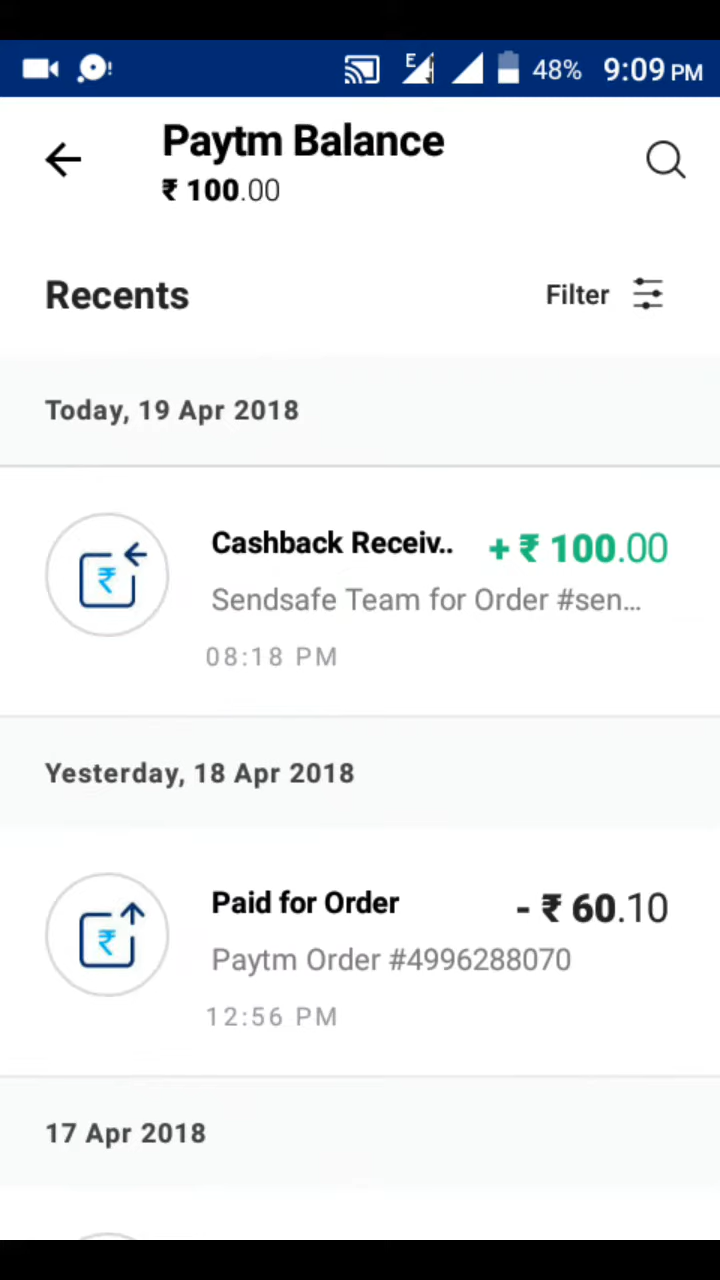 E 48% 9:09 PM
Paytm Balance
₹ 100.00
Recents Filter
Today, 19 Apr 2018
Cashback Receiv.. + ₹ 100.00
₹
Sendsafe Team for Order #sen...
08:18 PM
Yesterday, 18 Apr 2018
Paid for Order - ₹ 60.10
₹
Paytm Order #4996288070
12:56 PM
17 Apr 2018